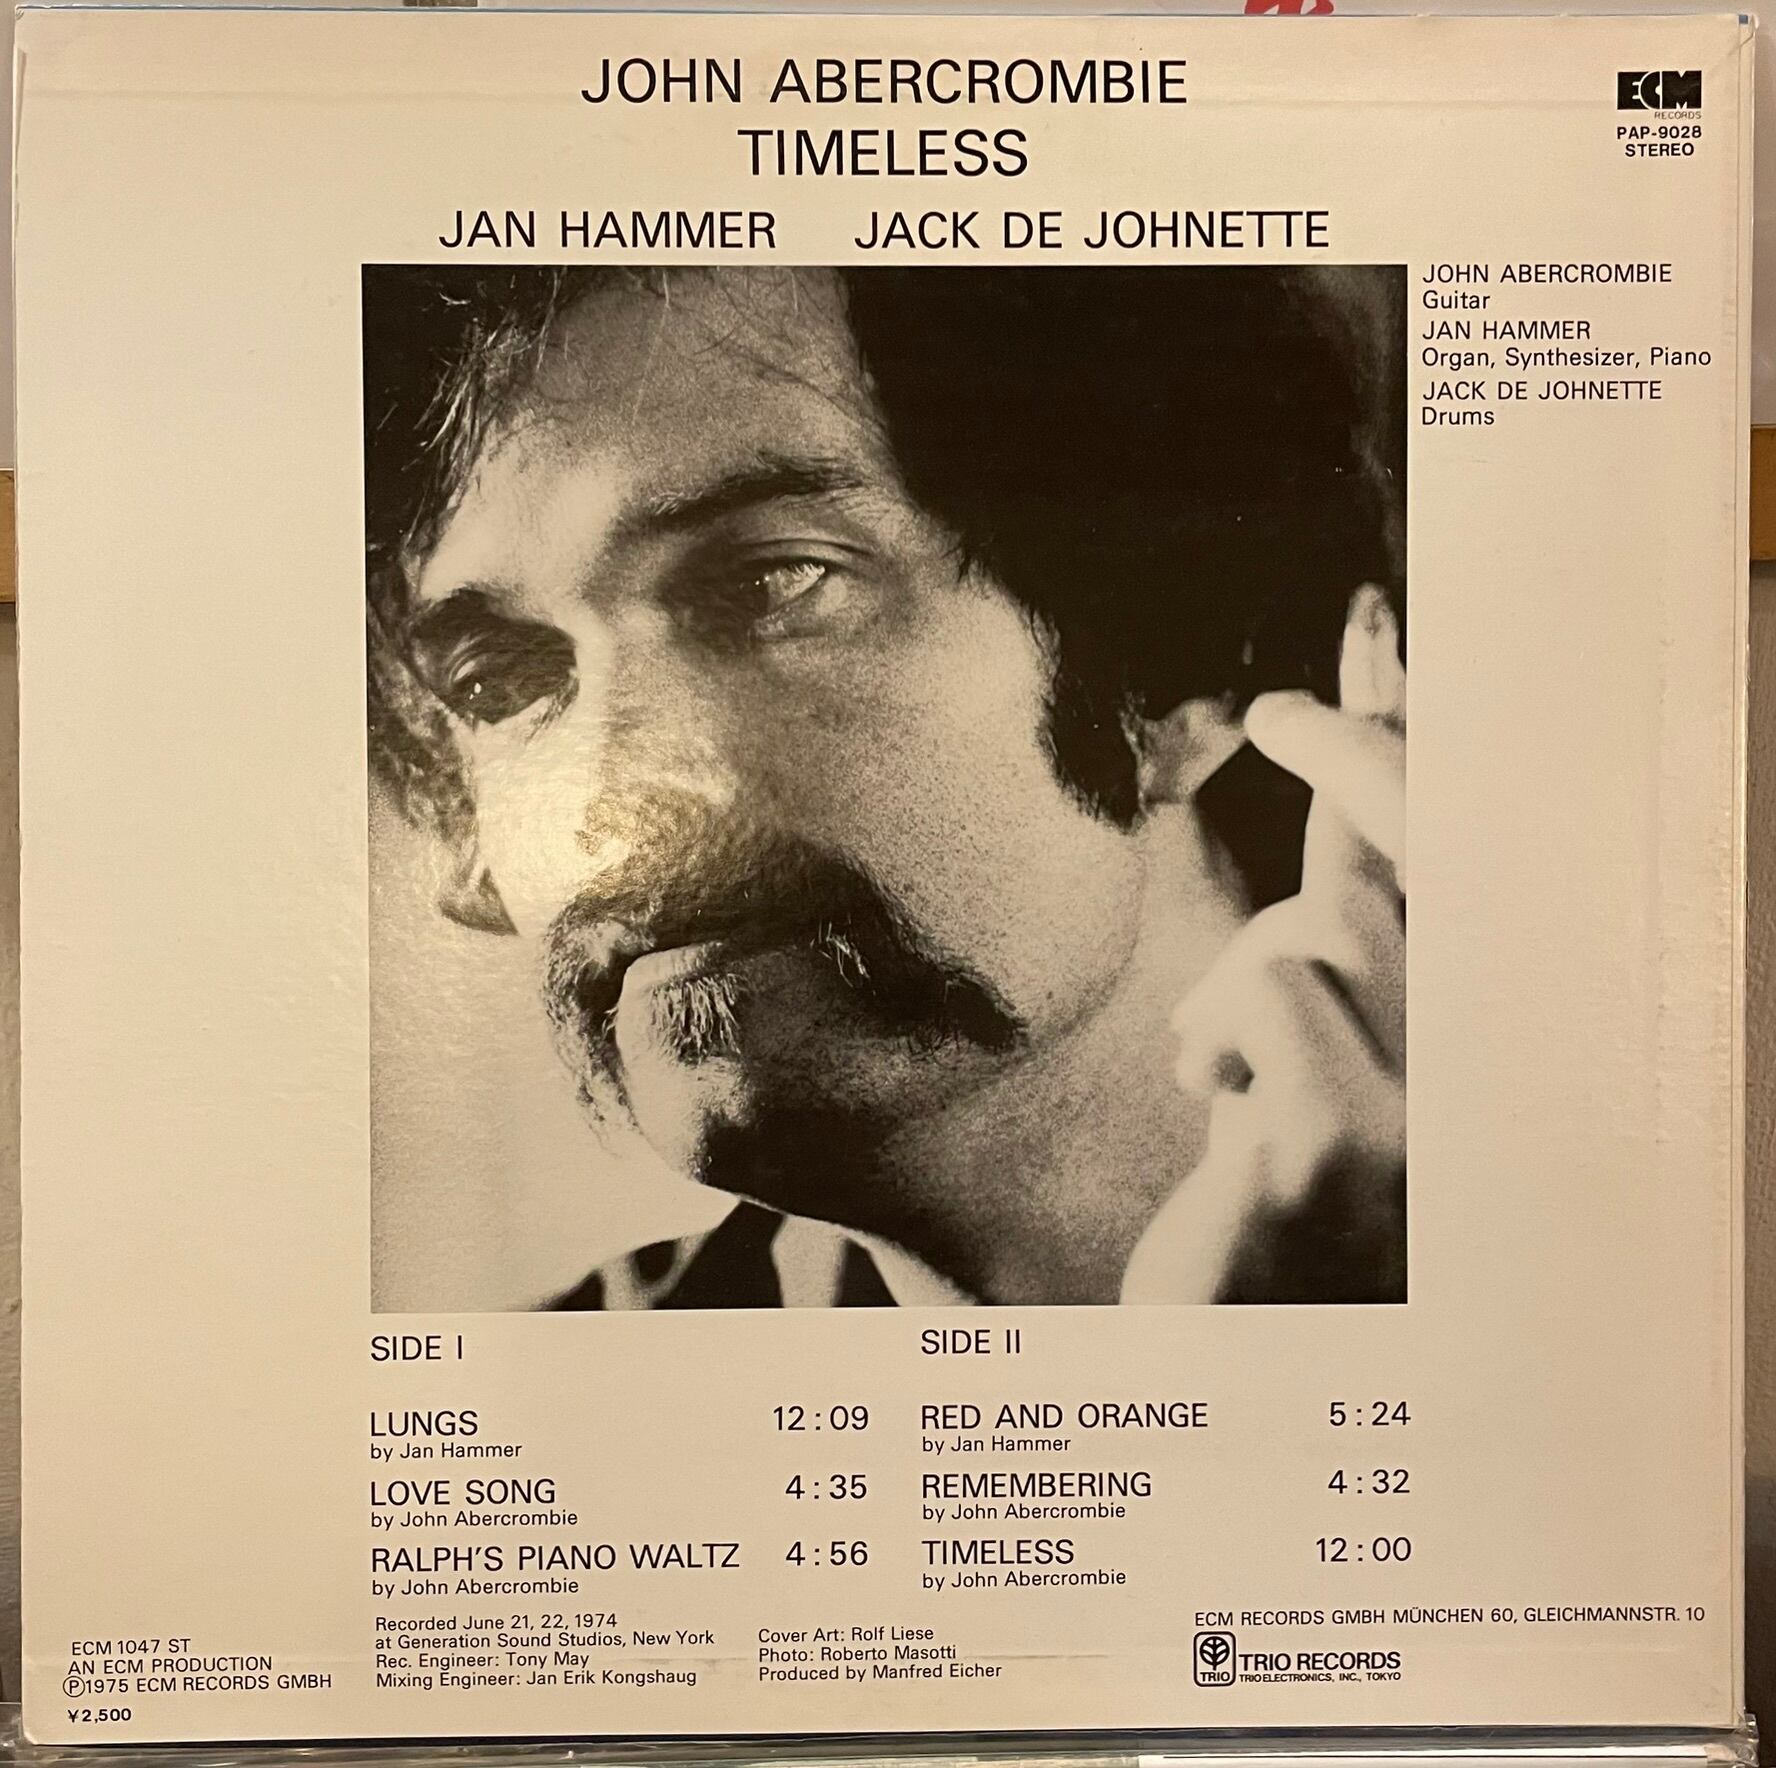 JOHN ABERCROMBIE
TIMELESS
JAN HAMMER JACK DE JOHNETTE
ECM
RECORDS
PAP-9028
STEREO
JOHN ABERCROMBIE
Guitar
JAN HAMMER
Organ, Synthesizer, Piano
JACK DE JOHNETTE
Drums
SIDE I
LUNGS 12:09
by Jan Hammer
LOVE SONG 4:35
by John Abercrombie
RALPH'S PIANO WALTZ 4:56
by John Abercrombie
SIDE II
RED AND ORANGE 5:24
by Jan Hammer
REMEMBERING 4:32
by John Abercrombie
TIMELESS 12:00
by John Abercrombie
ECM 1047 ST
AN ECM PRODUCTION
Ⓟ1975 ECM RECORDS GMBH
¥2,500
Recorded June 21, 22, 1974
at Generation Sound Studios, New York
Rec. Engineer: Tony May
Mixing Engineer: Jan Erik Kongshaug
Cover Art: Rolf Liese
Photo: Roberto Masotti
Produced by Manfred Eicher
ECM RECORDS GMBH MÜNCHEN 60, GLEICHMANNSTR. 10
TRIO
TRIO RECORDS
TRIO ELECTRONICS, INC., TOKYO